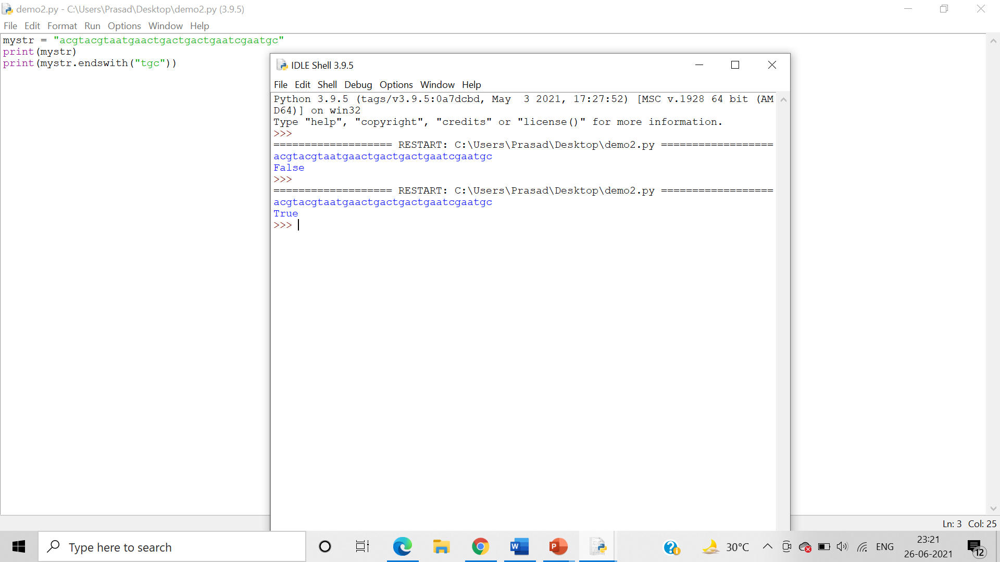 demo2.py - C:\Users\Prasad\Desktop\demo2.py (3.9.5)
File Edit Format Run Options Window Help
mystr = "acgtacgtaatgaactgactgactgaatcgaatgc"
print(mystr)
print(mystr.endswith("tgc"))
IDLE Shell 3.9.5
File Edit Shell Debug Options Window Help
Python 3.9.5 (tags/v3.9.5:0a7dcbd, May  3 2021, 17:27:52) [MSC v.1928 64 bit (AM
D64)] on win32
Type "help", "copyright", "credits" or "license()" for more information.
>>>
=================== RESTART: C:\Users\Prasad\Desktop\demo2.py ==================
acgtacgtaatgaactgactgactgaatcgaatgc
False
>>>
=================== RESTART: C:\Users\Prasad\Desktop\demo2.py ==================
acgtacgtaatgaactgactgactgaatcgaatgc
True
>>>
Ln: 3 Col: 25
Type here to search
30°C
ENG
23:21
26-06-2021
12